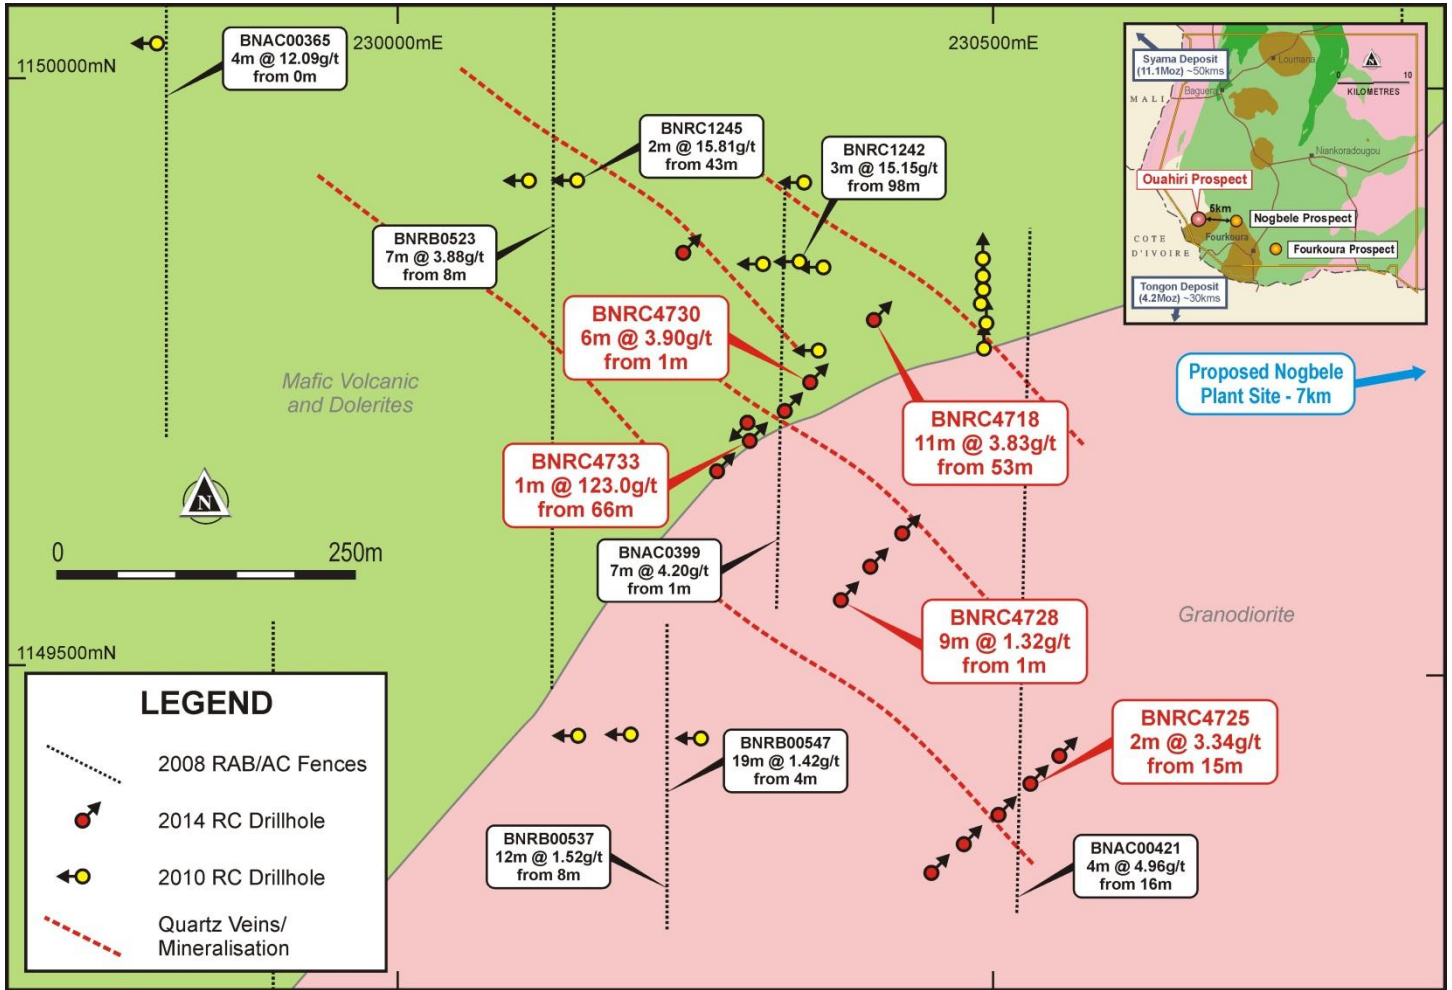 230000mE
230500mE
1150000mN
1149500mN
BNAC00365
4m @ 12.09g/t
from 0m
BNRC1245
2m @ 15.81g/t
from 43m
BNRC1242
3m @ 15.15g/t
from 98m
BNRB0523
7m @ 3.88g/t
from 8m
BNRC4730
6m @ 3.90g/t
from 1m
BNRC4718
11m @ 3.83g/t
from 53m
BNRC4733
1m @ 123.0g/t
from 66m
BNAC0399
7m @ 4.20g/t
from 1m
BNRC4728
9m @ 1.32g/t
from 1m
BNRC4725
2m @ 3.34g/t
from 15m
BNRB00547
19m @ 1.42g/t
from 4m
BNRB00537
12m @ 1.52g/t
from 8m
BNAC00421
4m @ 4.96g/t
from 16m
Mafic Volcanic
and Dolerites
Granodiorite
Proposed Nogbele
Plant Site - 7km
N
0
250m
LEGEND
2008 RAB/AC Fences
2014 RC Drillhole
2010 RC Drillhole
Quartz Veins/
Mineralisation
Syama Deposit
(11.1Moz) ~50kms
Loumana
N
0
10
KILOMETRES
Baguera
MALI
Niankoradougou
Ouahiri Prospect
5km
Nogbele Prospect
COTE
D'IVOIRE
Fourkoura
Fourkoura Prospect
Tongon Deposit
(4.2Moz) ~30kms